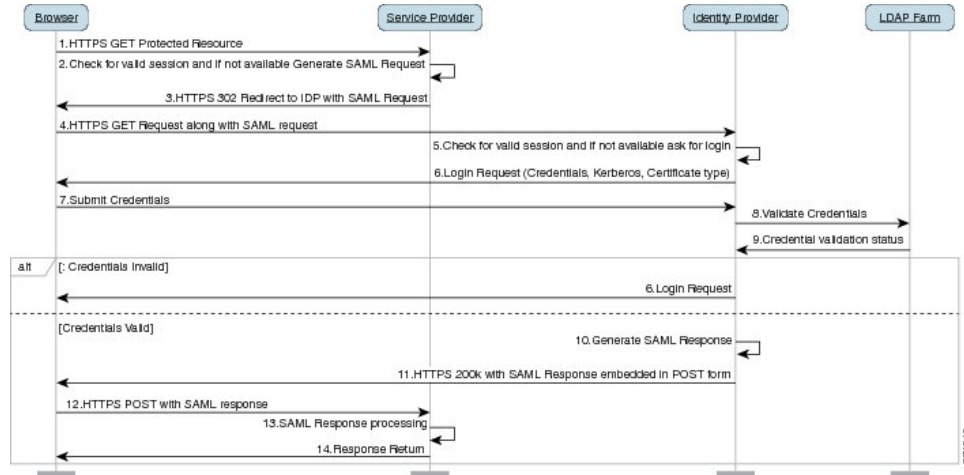 Browser
Service Provider
Identity Provider
LDAP Farm
1.HTTPS GET Protected Resource
2.Check for valid session and if not available Generate SAML Request
3.HTTPS 302 Redirect to IDP with SAML Request
4.HTTPS GET Request along with SAML request
5.Check for valid session and if not available ask for login
6.Login Request (Credentials, Kerberos, Certificate type)
7.Submit Credentials
8.Validate Credentials
9.Credential validation status
alt
[: Credentials Invalid]
6.Login Request
[Credentials Valid]
10.Generate SAML Response
11.HTTPS 200k with SAML Response embedded in POST form
12.HTTPS POST with SAML response
13.SAML Response processing
14.Response Return